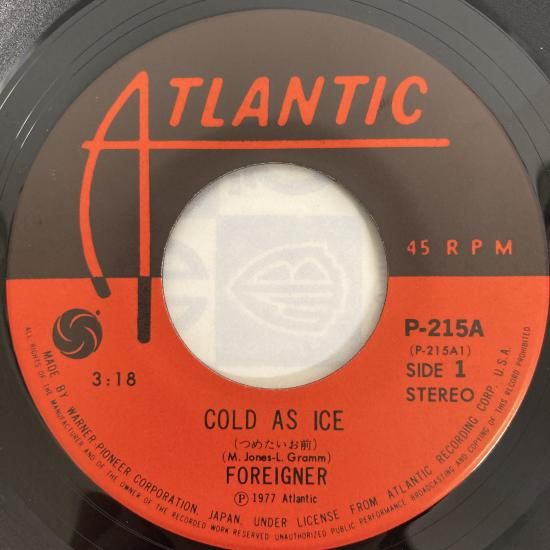 ATLANTIC
45 RPM
P-215A
(P-215A1)
SIDE 1
STEREO
3:18
COLD AS ICE
(つめたいお前)
(M. Jones-L. Gramm)
FOREIGNER
Ⓟ 1977 Atlantic
MADE BY WARNER-PIONEER CORPORATION, JAPAN, UNDER LICENSE FROM ATLANTIC RECORDING CORP. U.S.A.
ALL RIGHTS OF THE MANUFACTURER AND OF THE OWNER OF THE RECORDED WORK RESERVED UNAUTHORIZED PUBLIC PERFORMANCE BROADCASTING AND COPYING OF THIS RECORD PROHIBITED